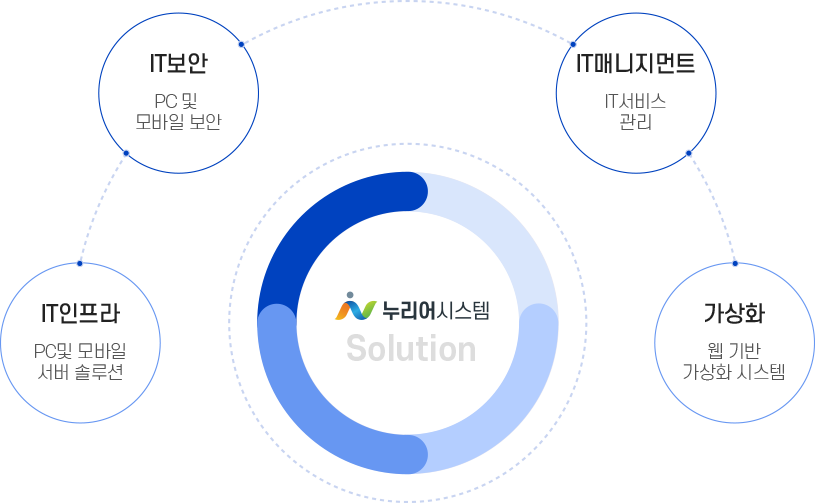 IT보안
PC 및
모바일 보안
IT매니지먼트
IT서비스
관리
IT인프라
PC및 모바일
서버 솔루션
누리어시스템
Solution
가상화
웹 기반
가상화 시스템